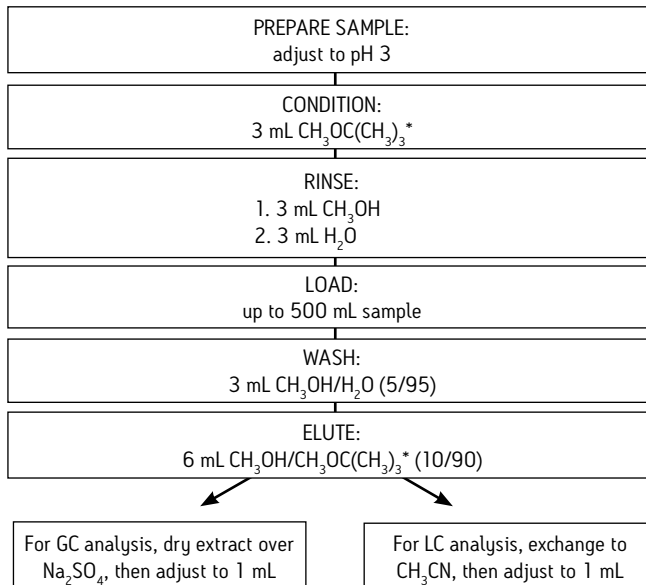 PREPARE SAMPLE:
adjust to pH 3
CONDITION:
3 mL CH₃OC(CH₃)₃*
RINSE:
1. 3 mL CH₃OH
2. 3 mL H₂O
LOAD:
up to 500 mL sample
WASH:
3 mL CH₃OH/H₂O (5/95)
ELUTE:
6 mL CH₃OH/CH₃OC(CH₃)₃* (10/90)
For GC analysis, dry extract over
Na₂SO₄, then adjust to 1 mL
For LC analysis, exchange to
CH₃CN, then adjust to 1 mL